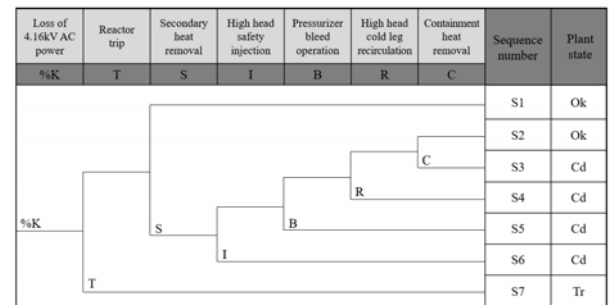 Loss of
4.16kV AC
power
Reactor
trip
Secondary
heat
removal
High head
safety
injection
Pressurizer
bleed
operation
High head
cold leg
recirculation
Containment
heat
removal
Sequence
number
Plant
state
%K
T
S
I
B
R
C
S1
Ok
S2
Ok
C
S3
Cd
R
S4
Cd
%K
S
B
S5
Cd
I
S6
Cd
T
S7
Tr